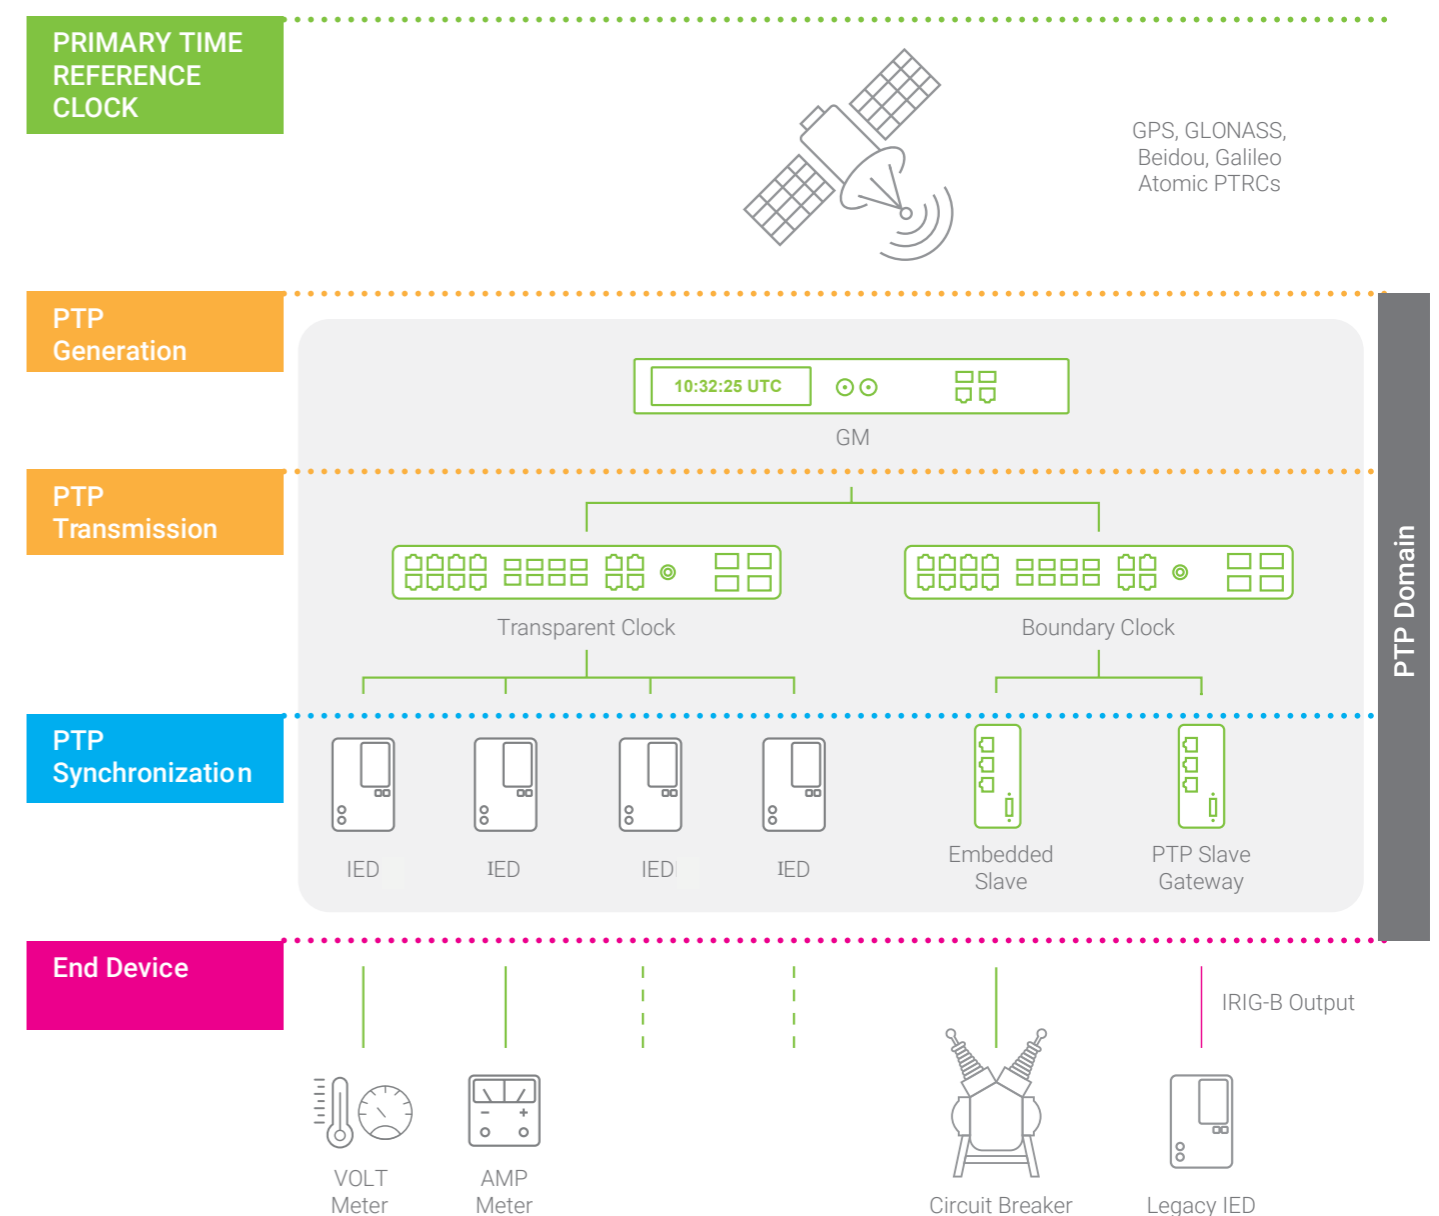 PRIMARY TIME
REFERENCE
CLOCK
GPS, GLONASS,
Beidou, Galileo
Atomic PTRCs
PTP
Generation
10:32:25 UTC
GM
PTP
Transmission
Transparent Clock
Boundary Clock
PTP Domain
PTP
Synchronization
IED
IED
IED
IED
Embedded
Slave
PTP Slave
Gateway
End Device
IRIG-B Output
VOLT
Meter
AMP
Meter
Circuit Breaker
Legacy IED